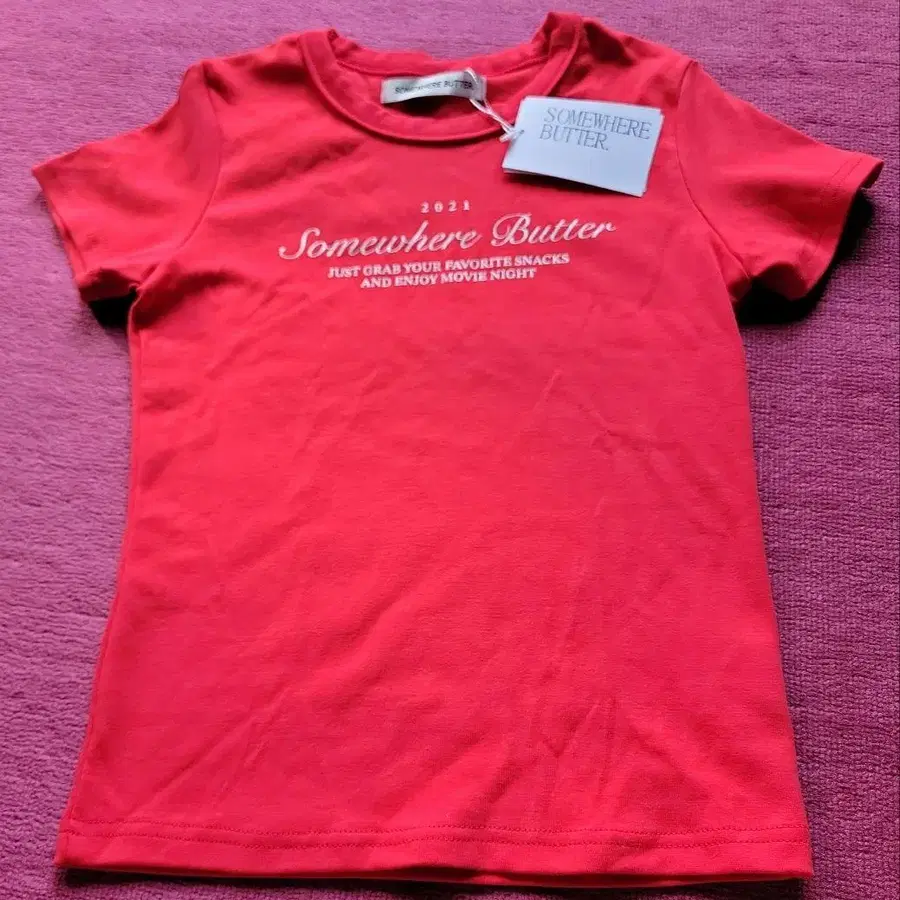 SOMEWHERE BUTTER.
SOMEWHERE
BUTTER.
2021
Somewhere Butter
JUST GRAB YOUR FAVORITE SNACKS
AND ENJOY MOVIE NIGHT